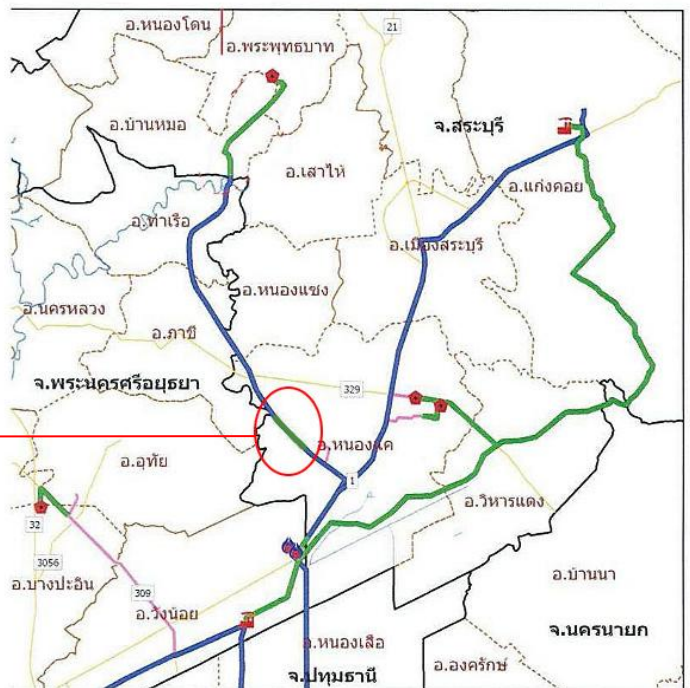 อ.หนองโดน
อ.พระพุทธบาท
21
อ.บ้านหมอ
จ.สระบุรี
อ.เสาไห้
อ.แก่งคอย
อ.ท่าเรือ
อ.เมืองสระบุรี
อ.หนองแซง
อ.นครหลวง
อ.ภาชี
จ.พระนครศรีอยุธยา
329
อ.หนองแค
อ.อุทัย
1
อ.วิหารแดง
32
3056
อ.บางปะอิน
309
อ.วังน้อย
อ.บ้านนา
จ.นครนายก
อ.หนองเสือ
อ.องครักษ์
จ.ปทุมธานี